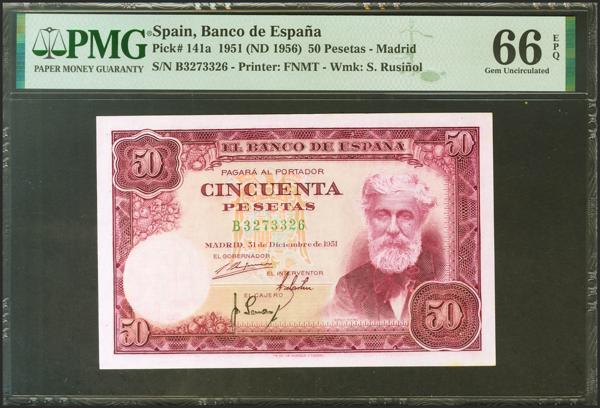 PMG
PAPER MONEY GUARANTY
Spain, Banco de España
Pick# 141a 1951 (ND 1956) 50 Pesetas - Madrid
S/N B3273326 - Printer: FNMT - Wmk: S. Rusiñol
66 EPQ
Gem Uncirculated
50
50
EL BANCO DE ESPAÑA
PAGARÁ AL PORTADOR
CINCUENTA
PESETAS
B3273326
MADRID, 31 de Diciembre de 1951
EL GOBERNADOR
EL INTERVENTOR
EL CAJERO
50
50